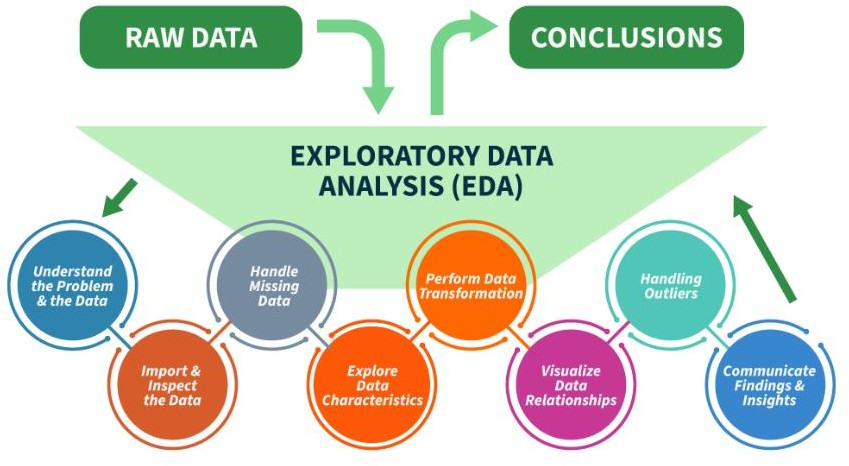 RAW DATA
CONCLUSIONS
EXPLORATORY DATA
ANALYSIS (EDA)
Understand
the Problem
& the Data
Import &
Inspect
the Data
Handle
Missing
Data
Explore
Data
Characteristics
Perform Data
Transformation
Visualize
Data
Relationships
Handling
Outliers
Communicate
Findings &
Insights